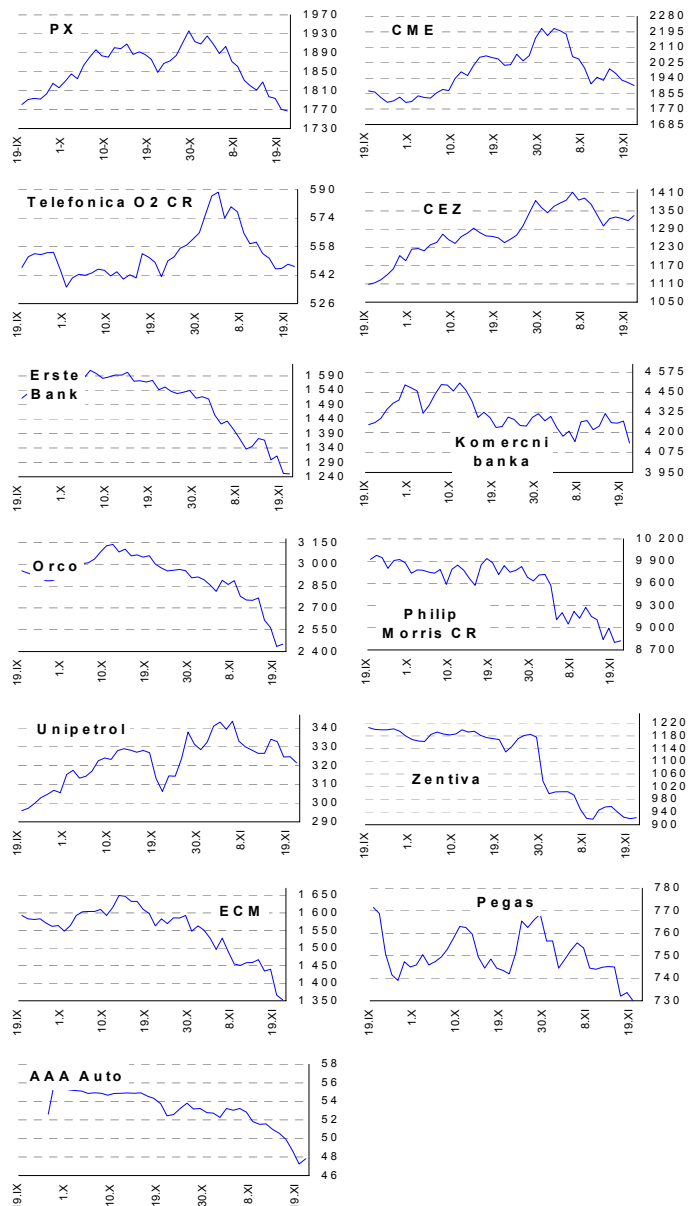 PX
1970
1930
1890
1850
1810
1770
1730
19-IX
1-X
10-X
19-X
30-X
8-XI
19-XI
CME
2280
2195
2110
2025
1940
1855
1770
1685
19.IX
1.X
10.X
19.X
30.X
8.XI
19.XI
Telefonica O2 CR
590
574
558
542
526
19.IX
1.X
10.X
19.X
30.X
8.XI
19.XI
CEZ
1410
1350
1290
1230
1170
1110
1050
19.IX
1.X
10.X
19.X
30.X
8.XI
19.XI
Erste
Bank
1 590
1 540
1 490
1 440
1 390
1 340
1 290
1 240
19.IX
1.X
10.X
19.X
30.X
8.XI
19.XI
Komercni
banka
4 575
4 450
4 325
4 200
4 075
3 950
19.IX
1.X
10.X
19.X
30.X
8.XI
19.XI
Orco
3 150
3 000
2 850
2 700
2 550
2 400
19.IX
1.X
10.X
19.X
30.X
8.XI
19.XI
Philip
Morris CR
10 200
9 900
9 600
9 300
9 000
8 700
19.IX
1.X
10.X
19.X
30.X
8.XI
19.XI
Unipetrol
340
330
320
310
300
290
19.IX
1.X
10.X
19.X
30.X
8.XI
19.XI
Zentiva
1220
1180
1140
1100
1060
1020
980
940
900
19.IX
1.X
10.X
19.X
30.X
8.XI
19.XI
ECM
1 650
1 600
1 550
1 500
1 450
1 400
1 350
19.IX
1.X
10.X
19.X
30.X
8.XI
19.XI
Pegas
780
770
760
750
740
730
19.IX
1.X
10.X
19.X
30.X
8.XI
19.XI
AAA Auto
58
56
54
52
50
48
46
19.IX
1.X
10.X
19.X
30.X
8.XI
19.XI